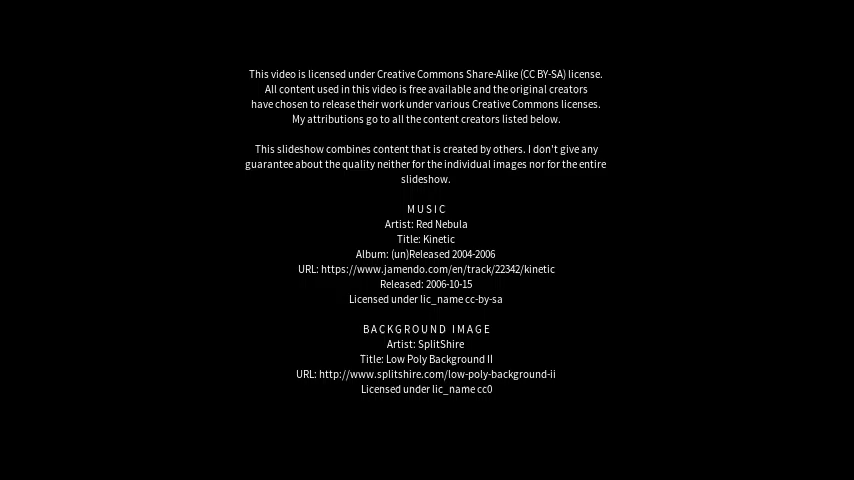 This video is licensed under Creative Commons Share-Alike (CC BY-SA) license.
All content used in this video is free available and the original creators
have chosen to release their work under various Creative Commons licenses.
My attributions go to all the content creators listed below.
This slideshow combines content that is created by others. I don't give any
guarantee about the quality neither for the individual images nor for the entire
slideshow.
MUSIC
Artist: Red Nebula
Title: Kinetic
Album: (un)Released 2004-2006
URL: https://www.jamendo.com/en/track/22342/kinetic
Released: 2006-10-15
Licensed under lic_name cc-by-sa
BACKGROUND IMAGE
Artist: SplitShire
Title: Low Poly Background II
URL: http://www.splitshire.com/low-poly-background-ii
Licensed under lic_name cc0